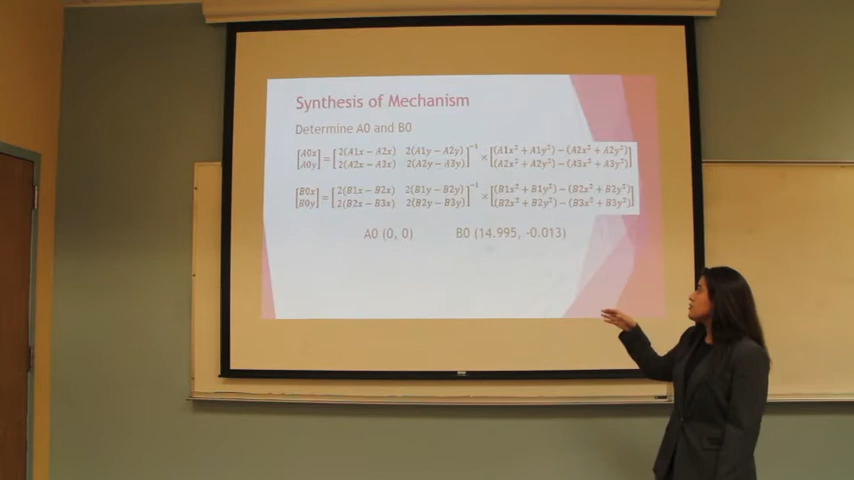 Synthesis of Mechanism
Determine A0 and B0
[A0x A0y] = [2(A1x − A2x) 2(A1y − A2y) 2(A2x − A3x) 2(A2y − A3y)]⁻¹ × [(A1x² + A1y²) − (A2x² + A2y²) (A2x² + A2y²) − (A3x² + A3y²)]
[B0x B0y] = [2(B1x − B2x) 2(B1y − B2y) 2(B2x − B3x) 2(B2y − B3y)]⁻¹ × [(B1x² + B1y²) − (B2x² + B2y²) (B2x² + B2y²) − (B3x² + B3y²)]
A0 (0, 0) B0 (14.995, -0.013)